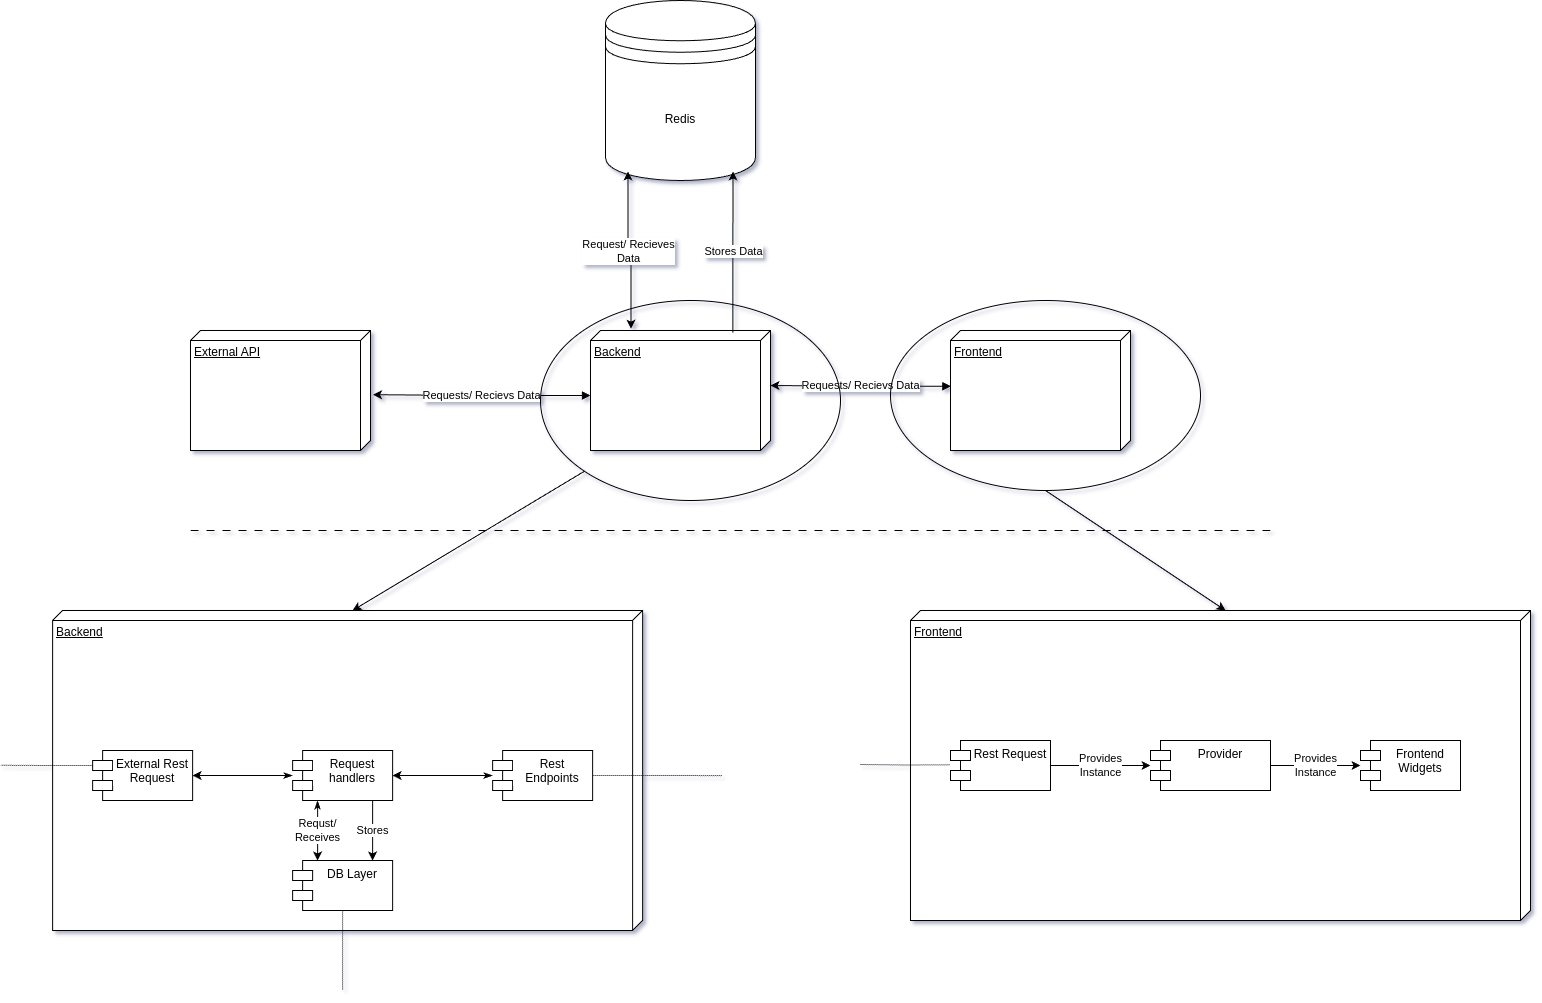 Redis
Request/ Recieves
Data
Stores Data
External API
Backend
Frontend
Requests/ Recievs Data
Requests/ Recievs Data
Backend
Frontend
External Rest
Request
Request
handlers
Rest
Endpoints
Requst/
Receives
Stores
DB Layer
Rest Request
Provides
Instance
Provider
Provides
Instance
Frontend
Widgets